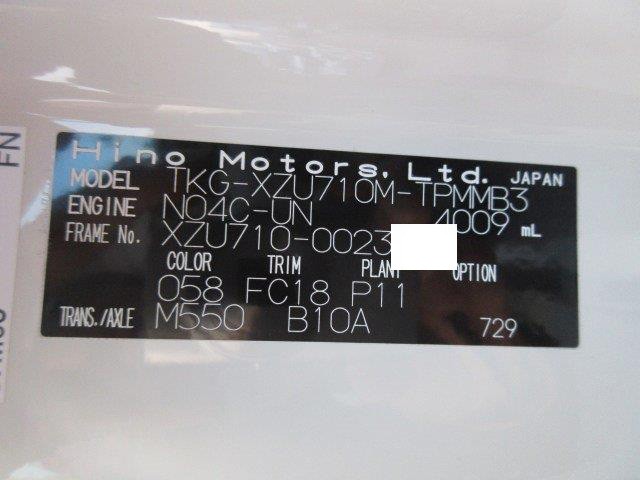 Hino Motors, Ltd. JAPAN
MODEL TKG-XZU710M-TPMMB3
ENGINE N04C-UN 4009 mL
FRAME No. XZU710-0023
COLOR TRIM PLANT OPTION
058 FC18 P11
TRANS./AXLE M550 B10A 729
FN